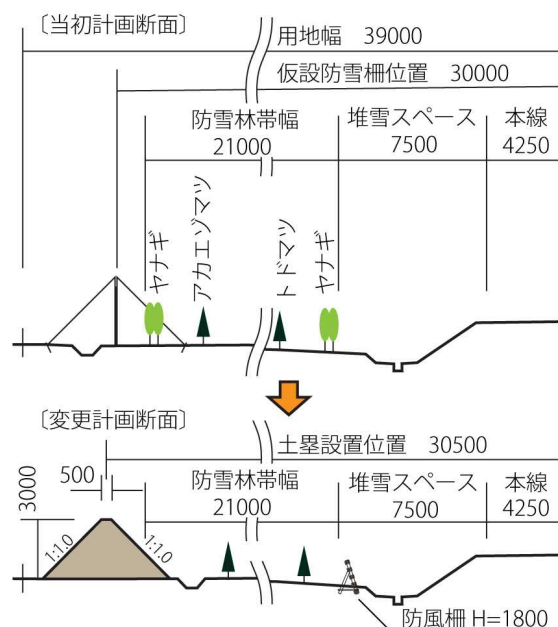 〔当初計画断面〕
用地幅 39000
仮設防雪柵位置 30000
防雪林帯幅 堆雪スペース 本線
21000 7500 4250
ヤナギ アカエゾマツ トドマツ ヤナギ
〔変更計画断面〕
土塁設置位置 30500
500 防雪林帯幅 堆雪スペース 本線
3000 21000 7500 4250
1:1.0 1:1.0
防風柵 H=1800